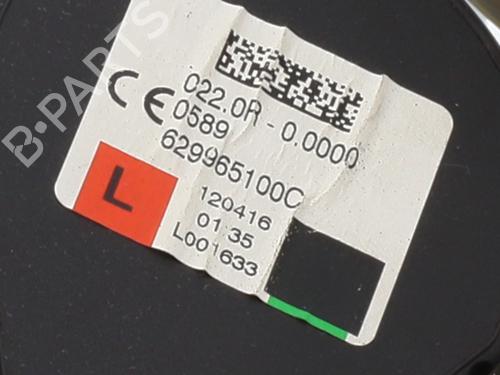 B-PARTS
CE 022.0R - 0.0000
0589
629965100C
L
120416
01:35
L001633